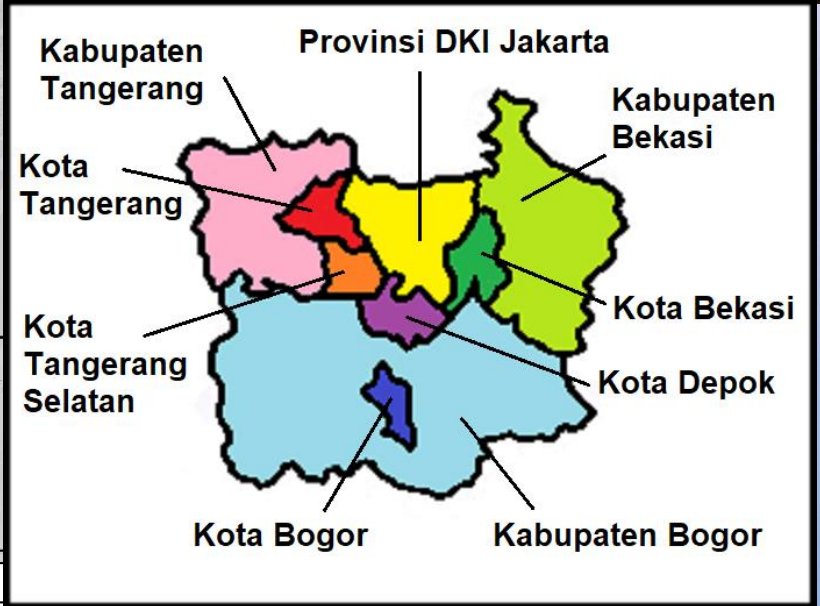 Kabupaten
Tangerang
Provinsi DKI Jakarta
Kabupaten
Bekasi
Kota
Tangerang
Kota Bekasi
Kota
Tangerang
Selatan
Kota Depok
Kota Bogor
Kabupaten Bogor